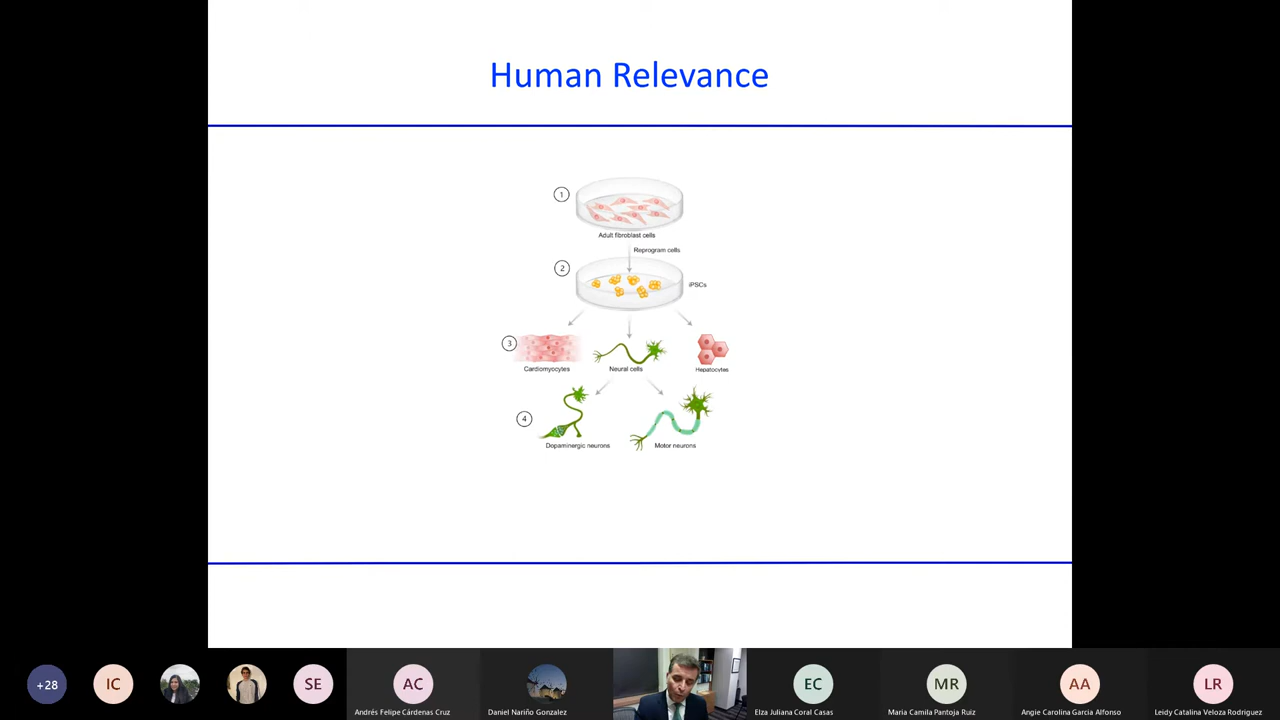 Human Relevance
1
Adult fibroblast cells
Reprogram cells
2
iPSCs
3
Cardiomyocytes
Neural cells
Hepatocytes
4
Dopaminergic neurons
Motor neurons
+28
IC
SE
AC
Andrés Felipe Cárdenas Cruz
Daniel Nariño Gonzalez
EC
Elza Juliana Coral Casas
MR
Maria Camila Pantoja Ruiz
AA
Angie Carolina Garcia Alfonso
LR
Leidy Catalina Veloza Rodriguez